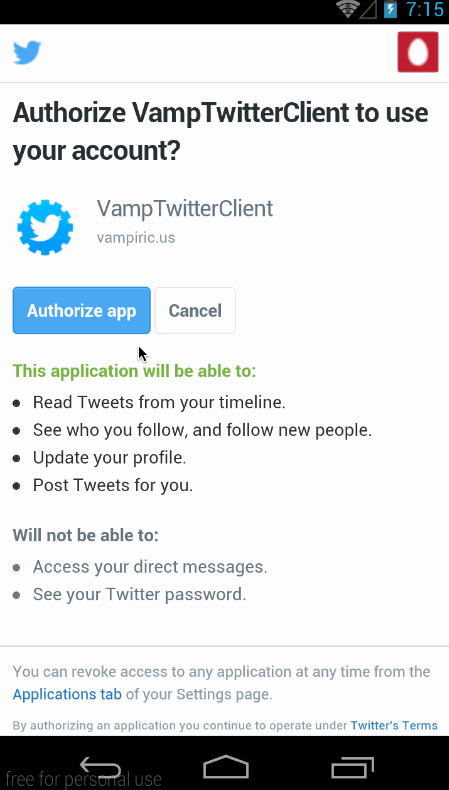 7:15
Authorize VampTwitterClient to use
your account?
VampTwitterClient
vampiric.us
Authorize app
Cancel
This application will be able to:
Read Tweets from your timeline.
See who you follow, and follow new people.
Update your profile.
Post Tweets for you.
Will not be able to:
Access your direct messages.
See your Twitter password.
You can revoke access to any application at any time from the
Applications tab of your Settings page.
By authorizing an application you continue to operate under Twitter's Terms
free for personal use